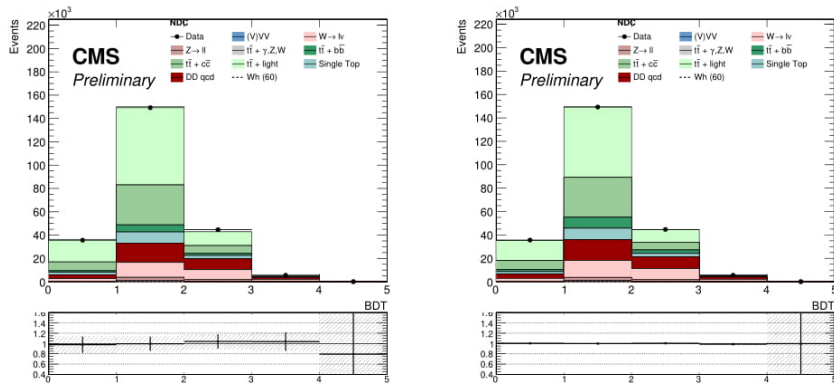 ×10³
NDC
Events
220
200
180
160
140
120
100
80
60
40
20
0
CMS
Preliminary
Data
(V)VV
W→ lν
Z→ ll
tt̄ + γ,Z,W
tt̄ + bb̄
tt̄ + cc̄
tt̄ + light
Single Top
DD qcd
Wh (60)
0 1 2 3 4 5
BDT
1.6
1.4
1.2
1
0.8
0.6
0.4
0 1 2 3 4 5
×10³
NDC
Events
220
200
180
160
140
120
100
80
60
40
20
0
CMS
Preliminary
Data
(V)VV
W→ lν
Z→ ll
tt̄ + γ,Z,W
tt̄ + bb̄
tt̄ + cc̄
tt̄ + light
Single Top
DD qcd
Wh (60)
0 1 2 3 4 5
BDT
1.6
1.4
1.2
1
0.8
0.6
0.4
0 1 2 3 4 5